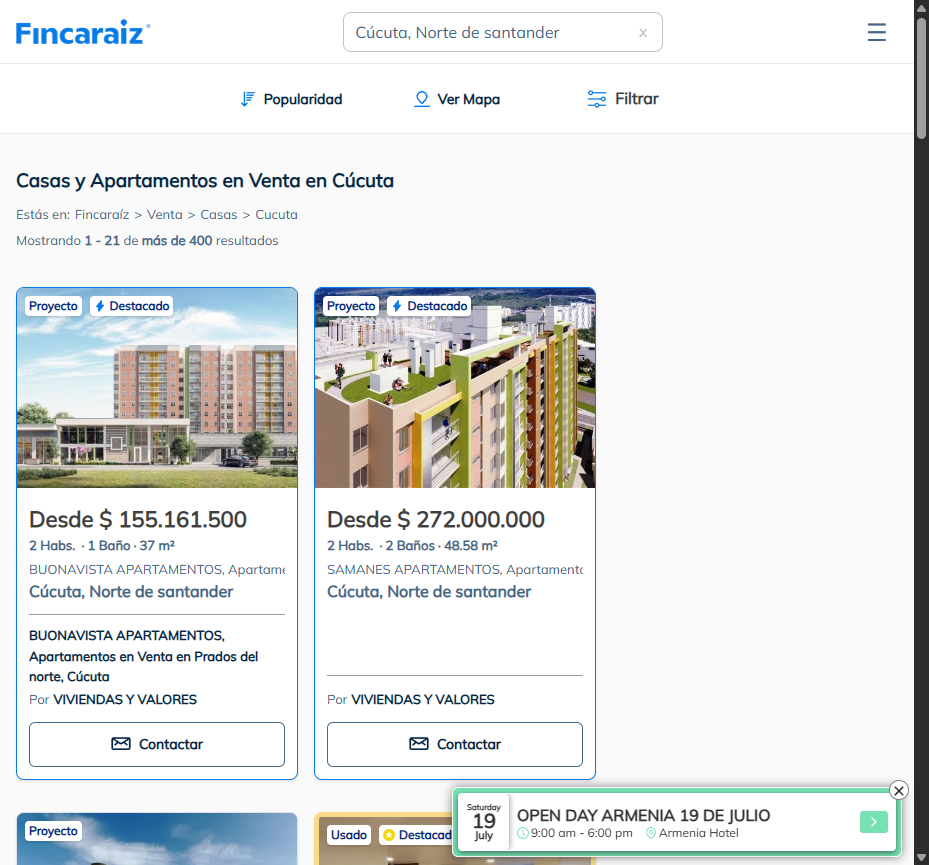 Fincaraiz
Cúcuta, Norte de santander x
Popularidad Ver Mapa Filtrar
Casas y Apartamentos en Venta en Cúcuta
Estás en: Fincaraíz > Venta > Casas > Cucuta
Mostrando 1 - 21 de más de 400 resultados
Proyecto Destacado
Desde $ 155.161.500
2 Habs. · 1 Baño · 37 m²
BUONAVISTA APARTAMENTOS, Apartame
Cúcuta, Norte de santander
BUONAVISTA APARTAMENTOS,
Apartamentos en Venta en Prados del
norte, Cúcuta
Por VIVIENDAS Y VALORES
Contactar
Proyecto Destacado
Desde $ 272.000.000
2 Habs. · 2 Baños · 48.58 m²
SAMANES APARTAMENTOS, Apartamento
Cúcuta, Norte de santander
Por VIVIENDAS Y VALORES
Contactar
Proyecto
Usado Destacad
Saturday
19
July
OPEN DAY ARMENIA 19 DE JULIO
9:00 am - 6:00 pm Armenia Hotel